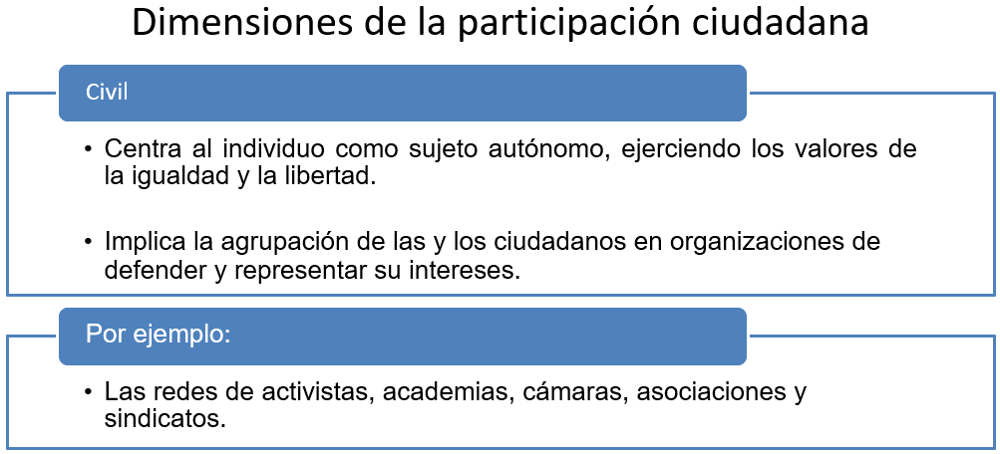 Dimensiones de la participación ciudadana
Civil
• Centra al individuo como sujeto autónomo, ejerciendo los valores de
la igualdad y la libertad.
• Implica la agrupación de las y los ciudadanos en organizaciones de
defender y representar su intereses.
Por ejemplo:
• Las redes de activistas, academias, cámaras, asociaciones y
sindicatos.